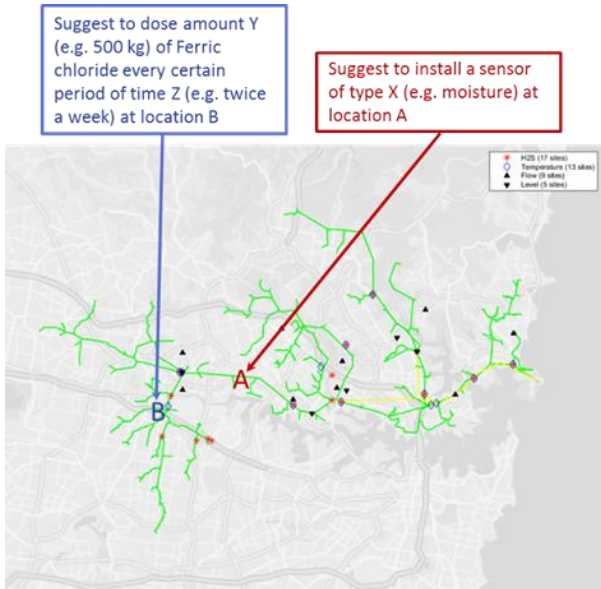 Suggest to dose amount Y
(e.g. 500 kg) of Ferric
chloride every certain
period of time Z (e.g. twice
a week) at location B
Suggest to install a sensor
of type X (e.g. moisture) at
location A
H2S (17 sites)
Temperature (13 sites)
Flow (9 sites)
Level (5 sites)
A
B